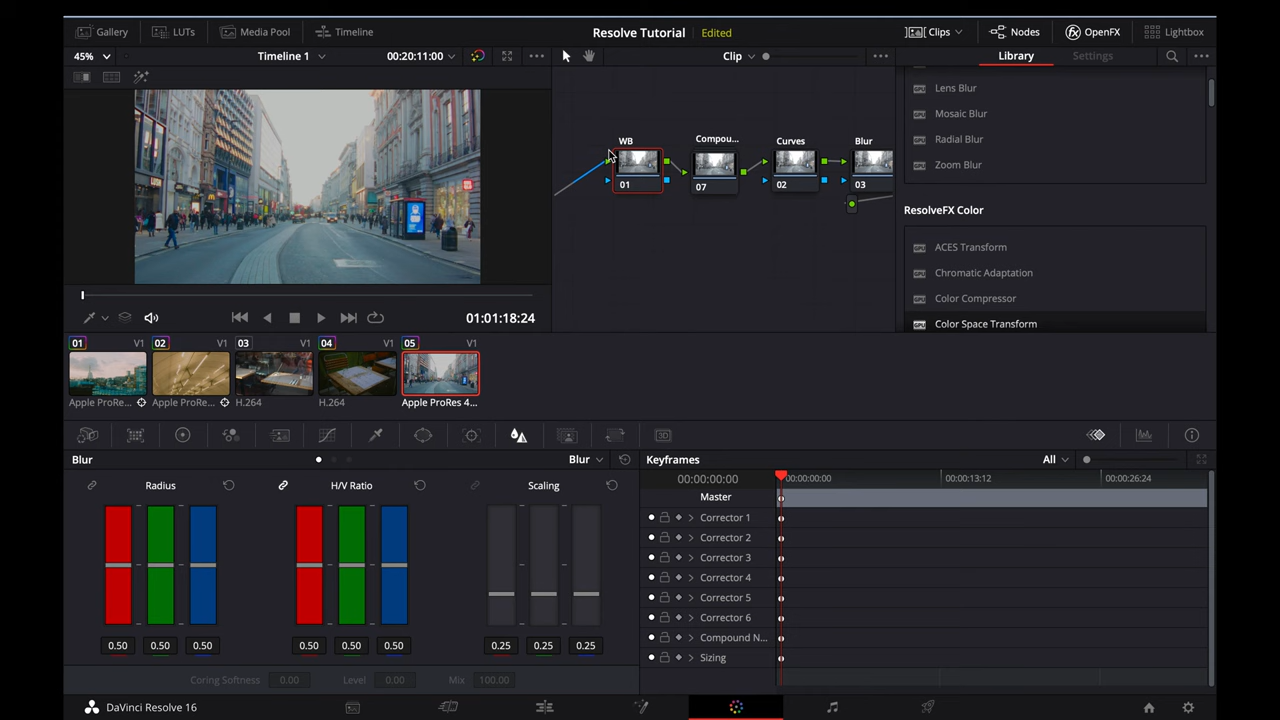 Gallery LUTs Media Pool Timeline Resolve Tutorial Edited Clips Nodes OpenFX Lightbox
45% Timeline 1 00:20:11:00 Clip Library Settings
Lens Blur
Mosaic Blur
Radial Blur
Zoom Blur
WB Compou... Curves Blur
01 07 02 03
ResolveFX Color
ACES Transform
Chromatic Adaptation
Color Compressor
Color Space Transform
01:01:18:24
01 V1 02 V1 03 V1 04 V1 05 V1
Apple ProRe... Apple ProRe... H.264 H.264 Apple ProRes 4...
3D
Blur Blur Keyframes All
Radius H/V Ratio Scaling
00:00:00:00 00:00:00:00 00:00:13:12 00:00:26:24
Master
Corrector 1
Corrector 2
Corrector 3
Corrector 4
Corrector 5
Corrector 6
Compound N...
Sizing
0.50 0.50 0.50 0.50 0.50 0.50 0.25 0.25 0.25
Coring Softness 0.00 Level 0.00 Mix 100.00
DaVinci Resolve 16